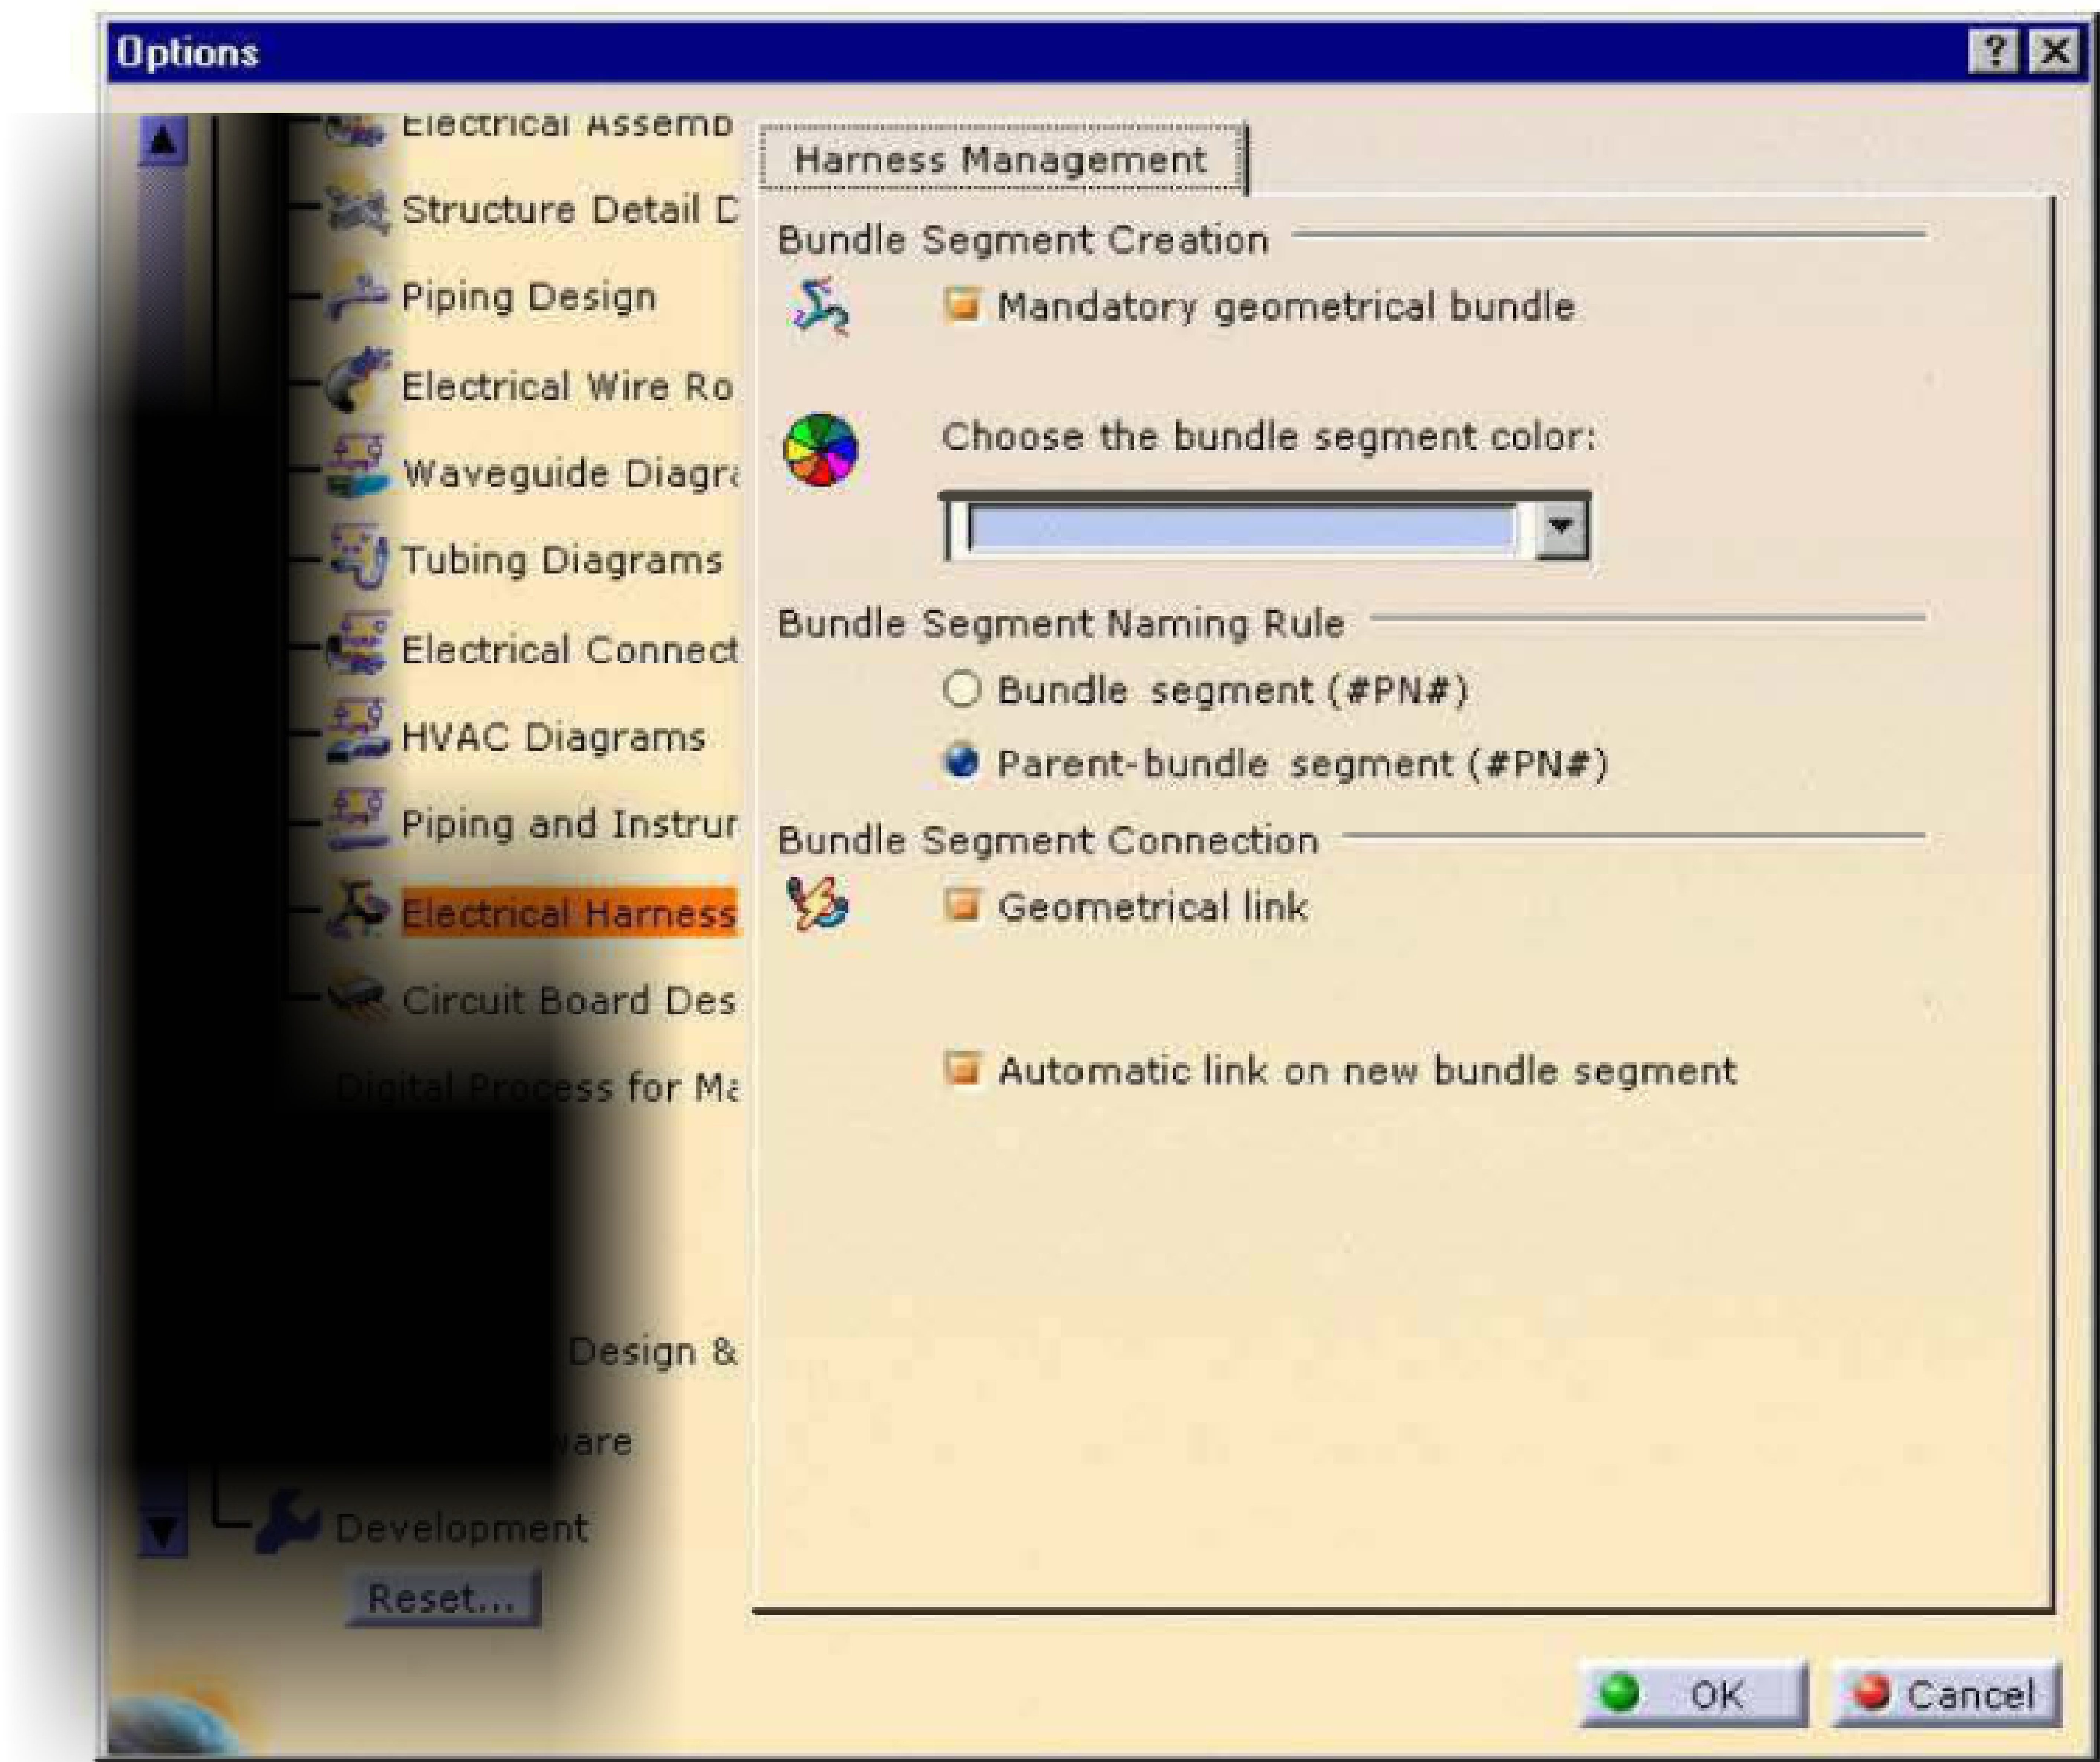 Options
Electrical Assemb
Structure Detail D
Piping Design
Electrical Wire Ro
Waveguide Diagra
Tubing Diagrams
Electrical Connect
HVAC Diagrams
Piping and Instrur
Electrical Harness
Circuit Board Des
Digital Process for Ma
Design &
ware
Development
Reset...
Harness Management
Bundle Segment Creation
Mandatory geometrical bundle
Choose the bundle segment color:
Bundle Segment Naming Rule
Bundle segment (#PN#)
Parent-bundle segment (#PN#)
Bundle Segment Connection
Geometrical link
Automatic link on new bundle segment
OK
Cancel